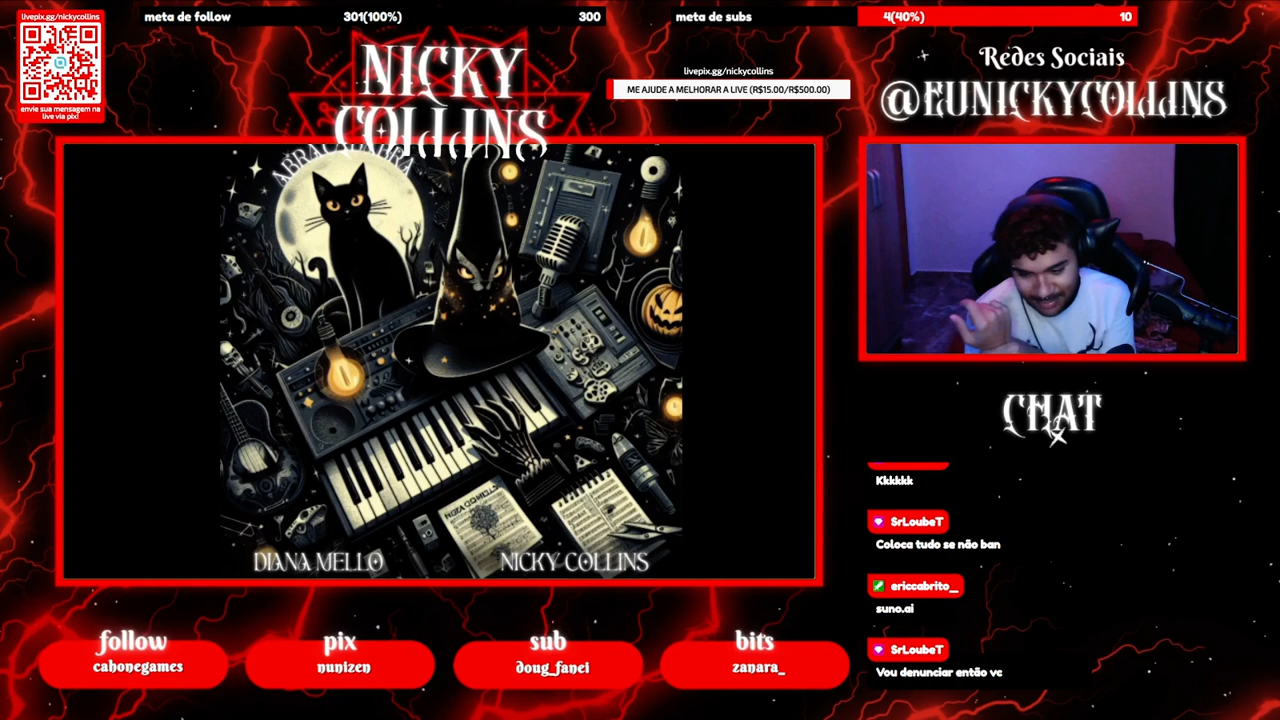 livepix.gg/nickycollins
envie sua mensagem na
live via pix!
meta de follow 301(100%) 300
meta de subs 4(40%) 10
NICKY
COLLINS
livepix.gg/nickycollins
ME AJUDE A MELHORAR A LIVE (R$15.00/R$500.00)
Redes Sociais
@EUNICKYCOLLINS
ABRACADABRA
DIANA MELLO
NICKY COLLINS
CHAT
Kkkkkk
SrLoubeT
Coloca tudo se não ban
ericcabrito__
suno.ai
SrLoubeT
Vou denunciar então vc
follow
cahonegames
pix
nunizen
sub
doug_fanei
bits
zanara_